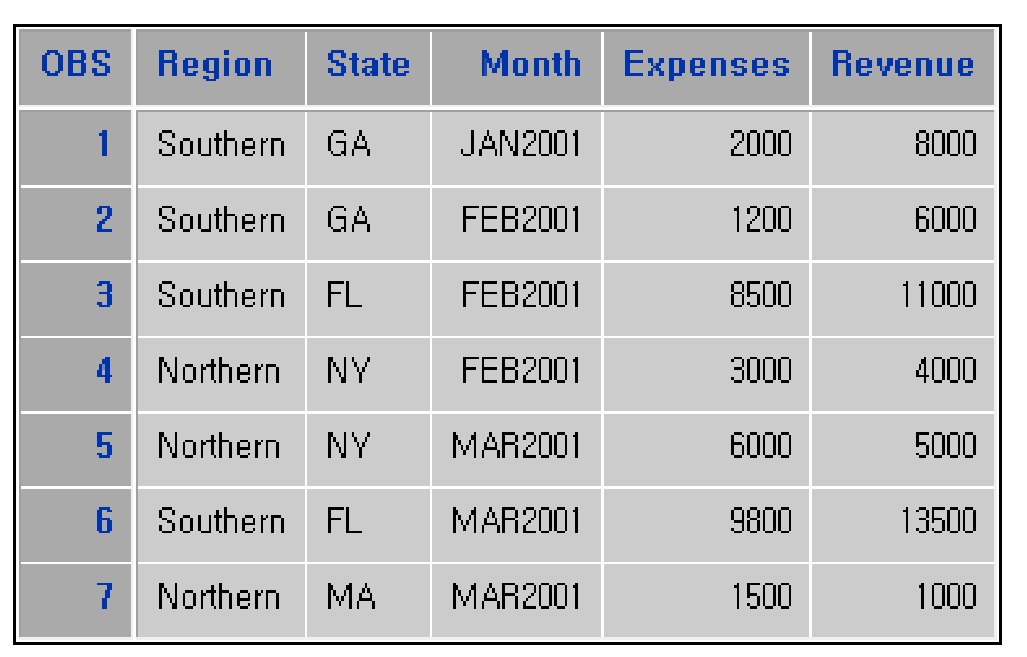 OBS Region State Month Expenses Revenue
1 Southern GA JAN2001 2000 8000
2 Southern GA FEB2001 1200 6000
3 Southern FL FEB2001 8500 11000
4 Northern NY FEB2001 3000 4000
5 Northern NY MAR2001 6000 5000
6 Southern FL MAR2001 9800 13500
7 Northern MA MAR2001 1500 1000